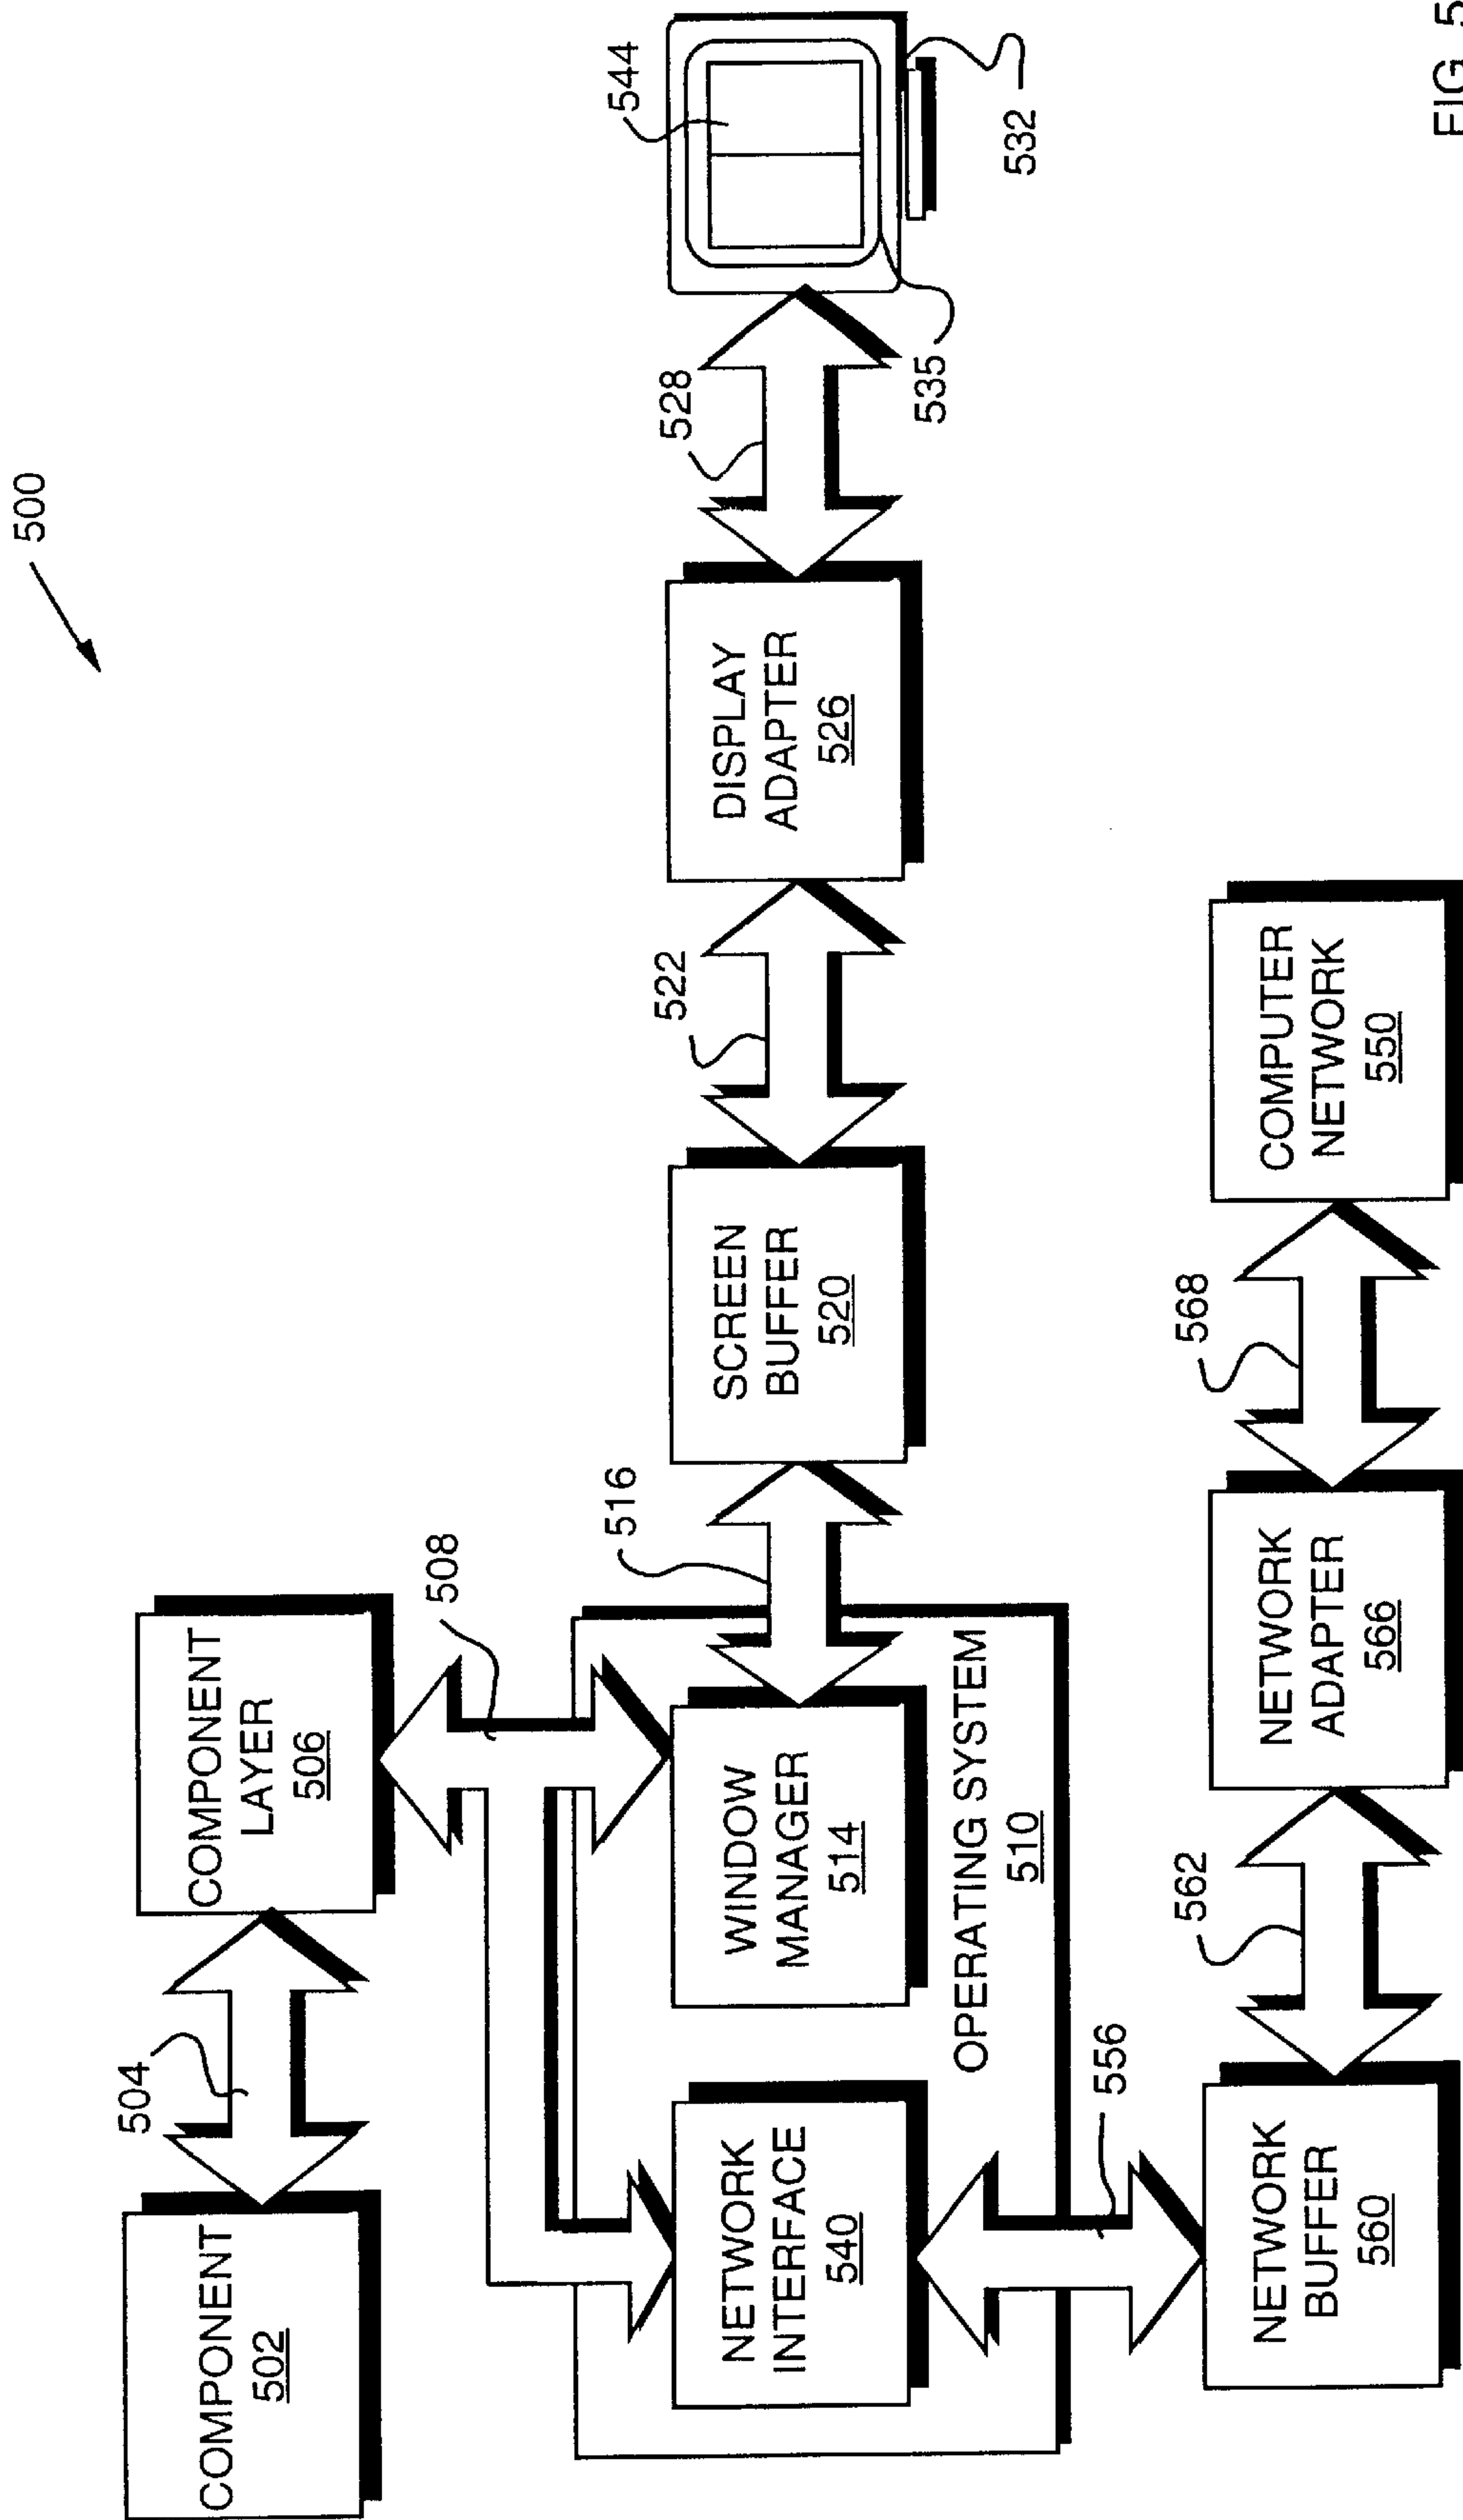 500
COMPONENT
502
504
COMPONENT
LAYER
506
508
NETWORK
INTERFACE
540
WINDOW
MANAGER
514
OPERATING SYSTEM
510
516
SCREEN
BUFFER
520
522
DISPLAY
ADAPTER
526
528
544
535
532
556
NETWORK
BUFFER
560
562
NETWORK
ADAPTER
566
568
COMPUTER
NETWORK
550
FIG. 5